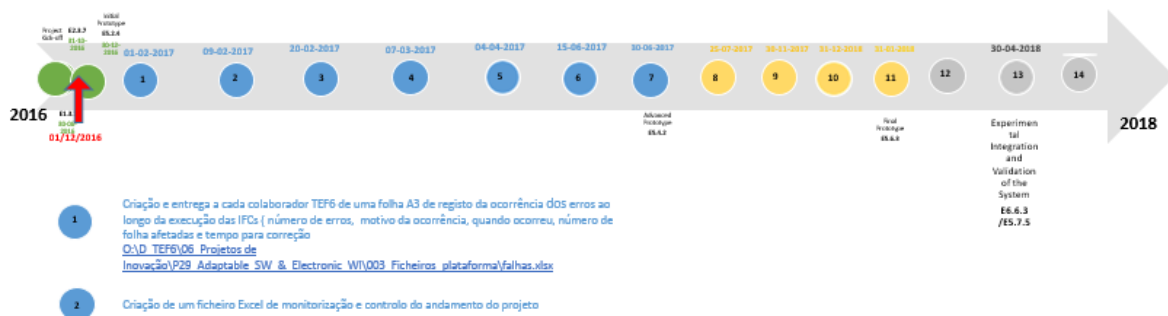 Project
Kick-off
E2.3.7
31-10-
2016
Initial
Prototype
E5.2.4
30-12-
2016
01-02-2017
09-02-2017
20-02-2017
07-03-2017
04-04-2017
15-06-2017
30-06-2017
25-07-2017
30-11-2017
31-12-2018
31-01-2018
30-04-2018
1
2
3
4
5
6
7
8
9
10
11
12
13
14
2016
2018
01/12/2016
Advanced
Prototype
E5.4.2
Final
Prototype
E5.6.3
Experimen
tal
Integration
and
Validation
of the
System
E6.6.3
/E5.7.5
1
Criação e entrega a cada colaborador TEF6 de uma folha A3 de registo da ocorrência dos erros ao
longo da execução das IFCs ( número de erros, motivo da ocorrência, quando ocorreu, número de
folha afetadas e tempo para correção
O:\D_TEF6\06_Projetos de
Inovação\P29_Adaptable_SW_&_Electronic_WI\003_Ficheiros_plataforma\falhas.xlsx
2
Criação de um ficheiro Excel de monitorização e controlo do andamento do projeto